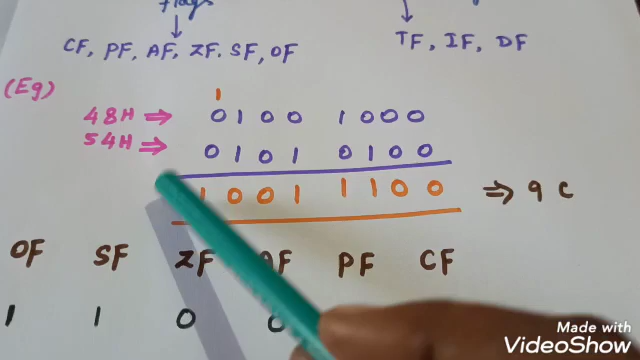 flags
CF, PF, AF, ZF. SF, OF
TF, IF, DF
(Eg)
1
48H ⇒ 0100 1000
54H ⇒ 0101 0100
1001 1100 ⇒ 9C
OF SF ZF AF PF CF
1 1 0 0
Made with
VideoShow